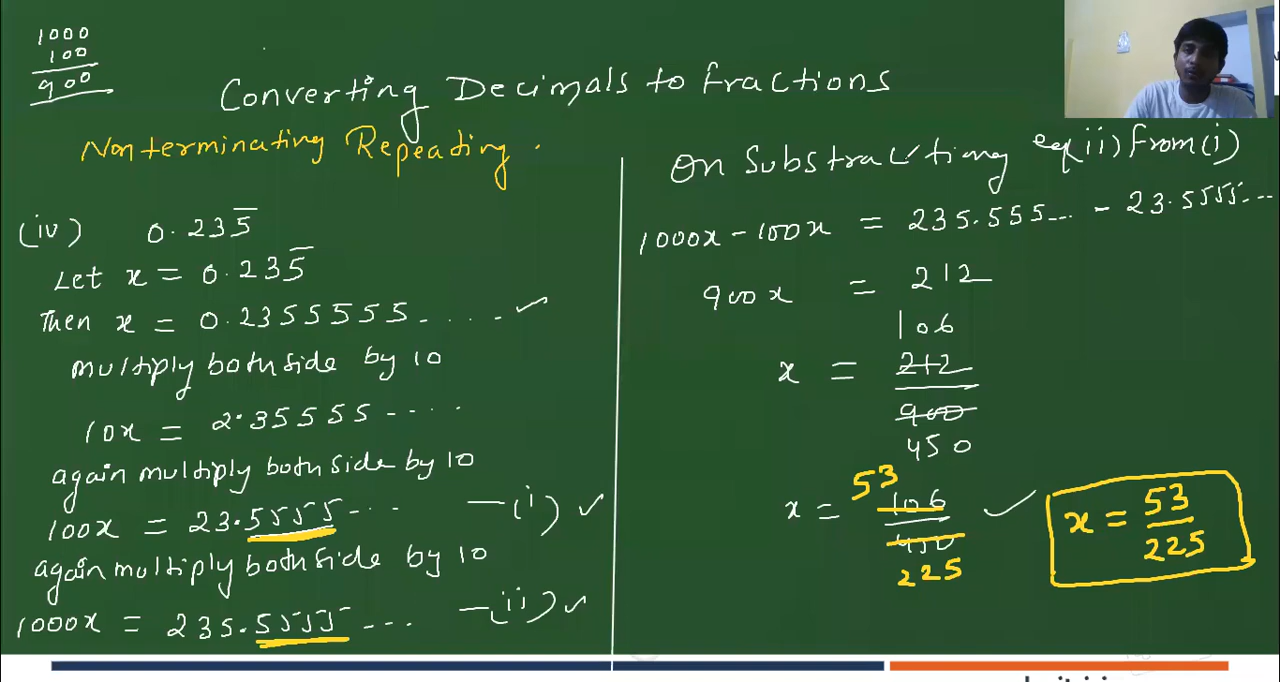 1000
100
900
Converting Decimals to fractions
Nonterminating Repeading.
(iv) 0.235̅
Let x = 0.235̅
Then x = 0.2355555.....
multiply both side by 10
10x = 2.35555....
again multiply both side by 10
100x = 23.5555... —(i)
again multiply both side by 10
1000x = 235.5555... —(ii)
On Substractiong eq(ii) from (i)
1000x - 100x = 235.555... - 23.5555...
900x = 212
106
x = 212
900
450
53
x = 106
450
225
x = 53
225